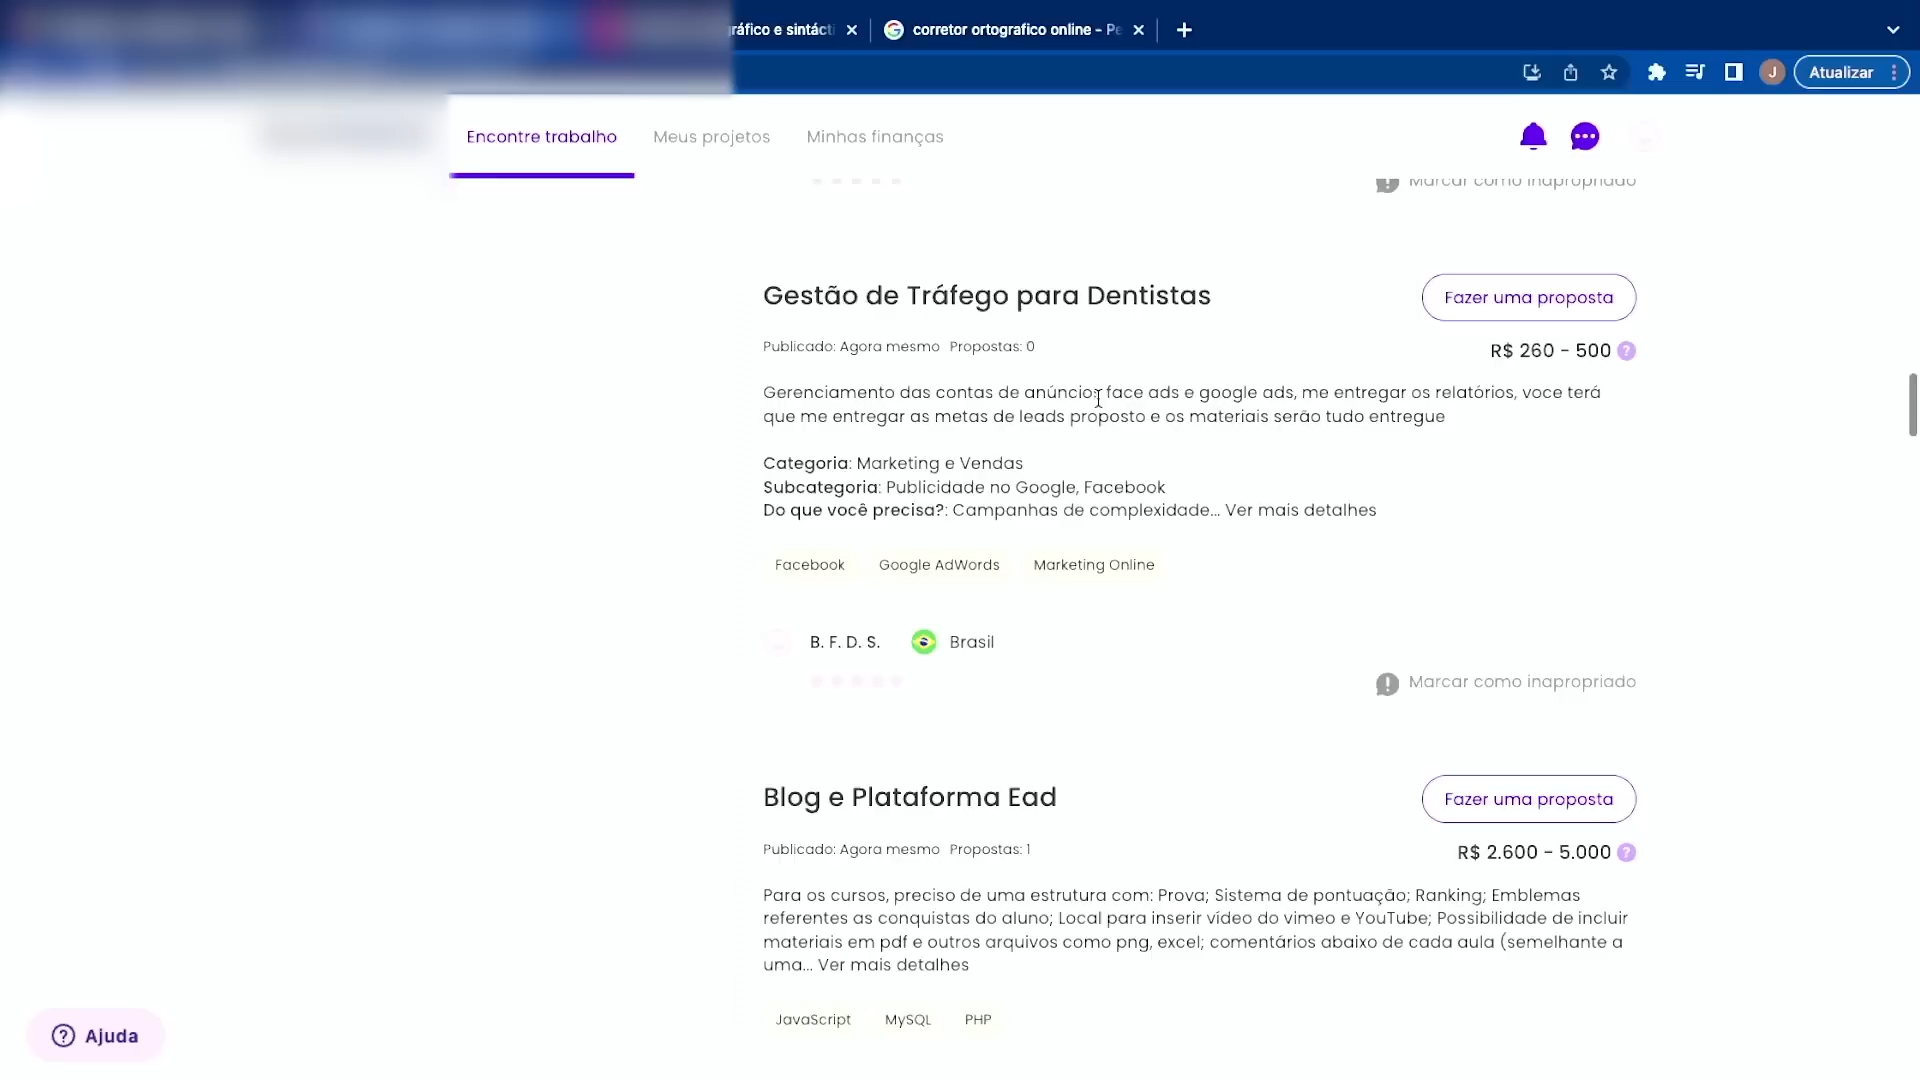 ráfico e sintácti
corretor ortografico online - Pe
Atualizar
J
Encontre trabalho
Meus projetos
Minhas finanças
Marcar como inapropriado
Gestão de Tráfego para Dentistas
Fazer uma proposta
Publicado: Agora mesmo Propostas: 0
R$ 260 - 500 ?
Gerenciamento das contas de anúncios face ads e google ads, me entregar os relatórios, voce terá
que me entregar as metas de leads proposto e os materiais serão tudo entregue
Categoria: Marketing e Vendas
Subcategoria: Publicidade no Google, Facebook
Do que você precisa?: Campanhas de complexidade... Ver mais detalhes
Facebook
Google AdWords
Marketing Online
B. F. D. S.
Brasil
Marcar como inapropriado
Blog e Plataforma Ead
Fazer uma proposta
Publicado: Agora mesmo Propostas: 1
R$ 2.600 - 5.000 ?
Para os cursos, preciso de uma estrutura com: Prova; Sistema de pontuação; Ranking; Emblemas
referentes as conquistas do aluno; Local para inserir vídeo do vimeo e YouTube; Possibilidade de incluir
materiais em pdf e outros arquivos como png, excel; comentários abaixo de cada aula (semelhante a
uma... Ver mais detalhes
JavaScript
MySQL
PHP
? Ajuda